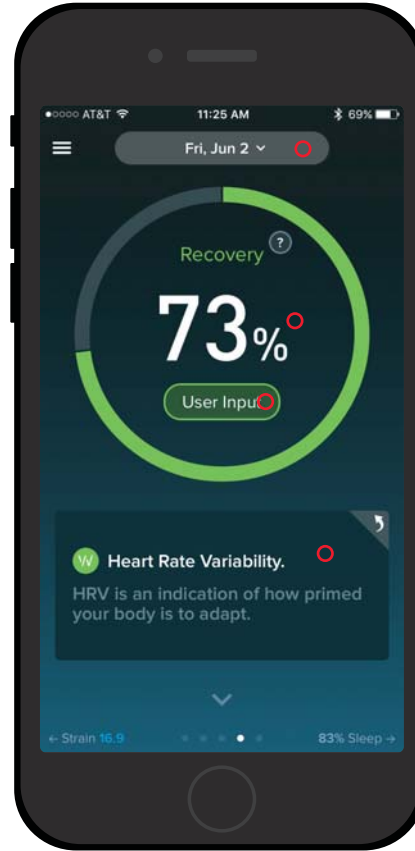 ●○○○○ AT&T 11:25 AM 69%
Fri, Jun 2
Recovery ?
73%
User Input
W Heart Rate Variability.
HRV is an indication of how primed
your body is to adapt.
← Strain 16.9 83% Sleep →